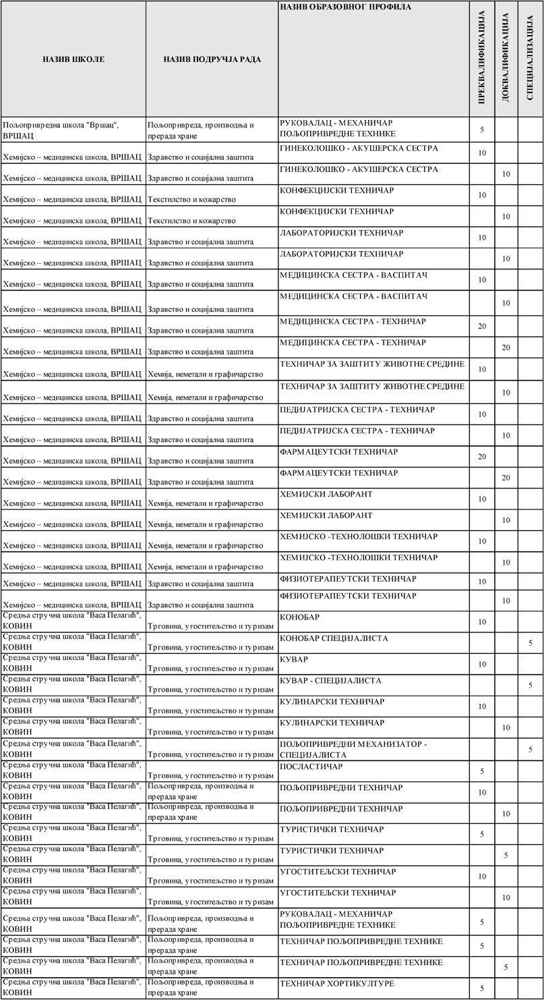 НАЗИВ ШКОЛЕ НАЗИВ ПОДРУЧЈА РАДА НАЗИВ ОБРАЗОВНОГ ПРОФИЛА ПРЕКВАЛИФИКАЦИЈА ДОКВАЛИФИКАЦИЈА СПЕЦИЈАЛИЗАЦИЈА
Пољопривредна школа "Вршац", Пољопривреда, производња и РУКОВАЛАЦ - МЕХАНИЧАР
ВРШАЦ прерада хране ПОЉОПРИВРЕДНЕ ТЕХНИКЕ 5
Хемијско – медицинска школа, ВРШАЦ Здравство и социјална заштита ГИНЕКОЛОШКО - АКУШЕРСКА СЕСТРА 10
Хемијско – медицинска школа, ВРШАЦ Здравство и социјална заштита ГИНЕКОЛОШКО - АКУШЕРСКА СЕСТРА 10
Хемијско – медицинска школа, ВРШАЦ Текстилство и кожарство КОНФЕКЦИЈСКИ ТЕХНИЧАР 10
Хемијско – медицинска школа, ВРШАЦ Текстилство и кожарство КОНФЕКЦИЈСКИ ТЕХНИЧАР 10
Хемијско – медицинска школа, ВРШАЦ Здравство и социјална заштита ЛАБОРАТОРИЈСКИ ТЕХНИЧАР 10
Хемијско – медицинска школа, ВРШАЦ Здравство и социјална заштита ЛАБОРАТОРИЈСКИ ТЕХНИЧАР 10
Хемијско – медицинска школа, ВРШАЦ Здравство и социјална заштита МЕДИЦИНСКА СЕСТРА - ВАСПИТАЧ 10
Хемијско – медицинска школа, ВРШАЦ Здравство и социјална заштита МЕДИЦИНСКА СЕСТРА - ВАСПИТАЧ 10
Хемијско – медицинска школа, ВРШАЦ Здравство и социјална заштита МЕДИЦИНСКА СЕСТРА - ТЕХНИЧАР 20
Хемијско – медицинска школа, ВРШАЦ Здравство и социјална заштита МЕДИЦИНСКА СЕСТРА - ТЕХНИЧАР 20
Хемијско – медицинска школа, ВРШАЦ Хемија, неметали и графичарство ТЕХНИЧАР ЗА ЗАШТИТУ ЖИВОТНЕ СРЕДИНЕ 10
Хемијско – медицинска школа, ВРШАЦ Хемија, неметали и графичарство ТЕХНИЧАР ЗА ЗАШТИТУ ЖИВОТНЕ СРЕДИНЕ 10
Хемијско – медицинска школа, ВРШАЦ Здравство и социјална заштита ПЕДИЈАТРИЈСКА СЕСТРА - ТЕХНИЧАР 10
Хемијско – медицинска школа, ВРШАЦ Здравство и социјална заштита ПЕДИЈАТРИЈСКА СЕСТРА - ТЕХНИЧАР 10
Хемијско – медицинска школа, ВРШАЦ Здравство и социјална заштита ФАРМАЦЕУТСКИ ТЕХНИЧАР 20
Хемијско – медицинска школа, ВРШАЦ Здравство и социјална заштита ФАРМАЦЕУТСКИ ТЕХНИЧАР 20
Хемијско – медицинска школа, ВРШАЦ Хемија, неметали и графичарство ХЕМИЈСКИ ЛАБОРАНТ 10
Хемијско – медицинска школа, ВРШАЦ Хемија, неметали и графичарство ХЕМИЈСКИ ЛАБОРАНТ 10
Хемијско – медицинска школа, ВРШАЦ Хемија, неметали и графичарство ХЕМИЈСКО -ТЕХНОЛОШКИ ТЕХНИЧАР 10
Хемијско – медицинска школа, ВРШАЦ Хемија, неметали и графичарство ХЕМИЈСКО -ТЕХНОЛОШКИ ТЕХНИЧАР 10
Хемијско – медицинска школа, ВРШАЦ Здравство и социјална заштита ФИЗИОТЕРАПЕУТСКИ ТЕХНИЧАР 10
Хемијско – медицинска школа, ВРШАЦ Здравство и социјална заштита ФИЗИОТЕРАПЕУТСКИ ТЕХНИЧАР 10
Средња стручна школа "Васа Пелагић",
КОВИН Трговина, угоститељство и туризам КОНОБАР 10
Средња стручна школа "Васа Пелагић",
КОВИН Трговина, угоститељство и туризам КОНОБАР СПЕЦИЈАЛИСТА 5
Средња стручна школа "Васа Пелагић",
КОВИН Трговина, угоститељство и туризам КУВАР 10
Средња стручна школа "Васа Пелагић",
КОВИН Трговина, угоститељство и туризам КУВАР - СПЕЦИЈАЛИСТА 5
Средња стручна школа "Васа Пелагић",
КОВИН Трговина, угоститељство и туризам КУЛИНАРСКИ ТЕХНИЧАР 10
Средња стручна школа "Васа Пелагић",
КОВИН Трговина, угоститељство и туризам КУЛИНАРСКИ ТЕХНИЧАР 10
Средња стручна школа "Васа Пелагић", ПОЉОПРИВРЕДНИ МЕХАНИЗАТОР -
КОВИН Трговина, угоститељство и туризам СПЕЦИЈАЛИСТА 5
Средња стручна школа "Васа Пелагић",
КОВИН Трговина, угоститељство и туризам ПОСЛАСТИЧАР 5
Средња стручна школа "Васа Пелагић", Пољопривреда, производња и
КОВИН прерада хране ПОЉОПРИВРЕДНИ ТЕХНИЧАР 10
Средња стручна школа "Васа Пелагић", Пољопривреда, производња и
КОВИН прерада хране ПОЉОПРИВРЕДНИ ТЕХНИЧАР 10
Средња стручна школа "Васа Пелагић",
КОВИН Трговина, угоститељство и туризам ТУРИСТИЧКИ ТЕХНИЧАР 5
Средња стручна школа "Васа Пелагић",
КОВИН Трговина, угоститељство и туризам ТУРИСТИЧКИ ТЕХНИЧАР 5
Средња стручна школа "Васа Пелагић",
КОВИН Трговина, угоститељство и туризам УГОСТИТЕЉСКИ ТЕХНИЧАР 10
Средња стручна школа "Васа Пелагић",
КОВИН Трговина, угоститељство и туризам УГОСТИТЕЉСКИ ТЕХНИЧАР 10
Средња стручна школа "Васа Пелагић", Пољопривреда, производња и РУКОВАЛАЦ - МЕХАНИЧАР
КОВИН прерада хране ПОЉОПРИВРЕДНЕ ТЕХНИКЕ 5
Средња стручна школа "Васа Пелагић", Пољопривреда, производња и
КОВИН прерада хране ТЕХНИЧАР ПОЉОПРИВРЕДНЕ ТЕХНИКЕ 5
Средња стручна школа "Васа Пелагић", Пољопривреда, производња и
КОВИН прерада хране ТЕХНИЧАР ПОЉОПРИВРЕДНЕ ТЕХНИКЕ 5
Средња стручна школа "Васа Пелагић", Пољопривреда, производња и
КОВИН прерада хране ТЕХНИЧАР ХОРТИКУЛТУРЕ 5